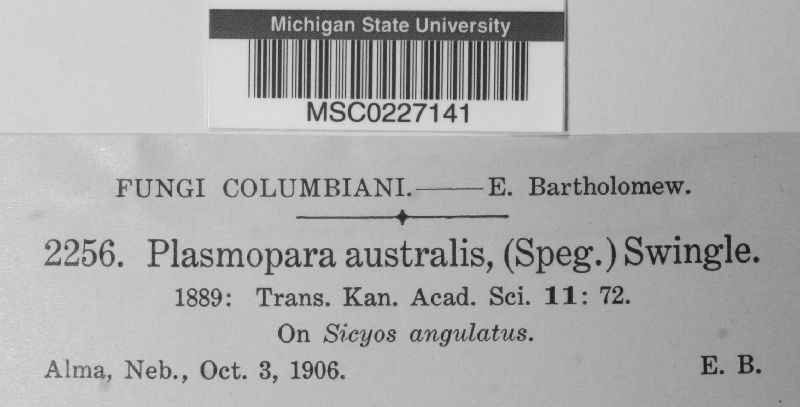 Michigan State University
MSC0227141
FUNGI COLUMBIANI.——E. Bartholomew.
2256. Plasmopara australis, (Speg.) Swingle.
1889: Trans. Kan. Acad. Sci. 11: 72.
On Sicyos angulatus.
Alma, Neb., Oct. 3, 1906. E. B.